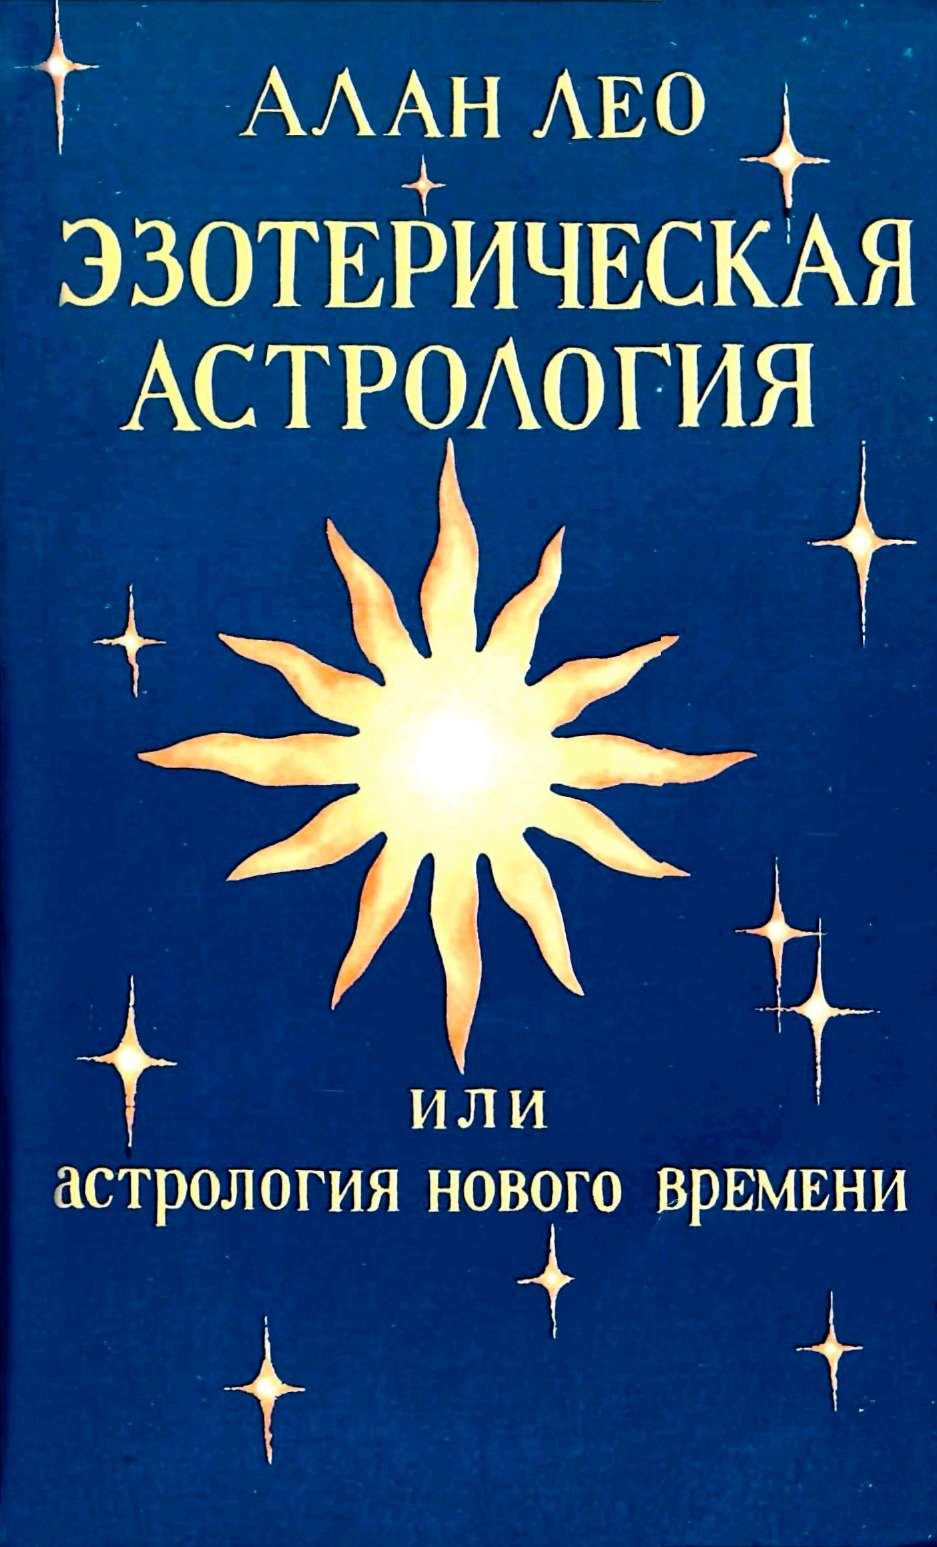 АЛАН ЛЕО
ЭЗОТЕРИЧЕСКАЯ
АСТРОЛОГИЯ
или
астрология нового времени